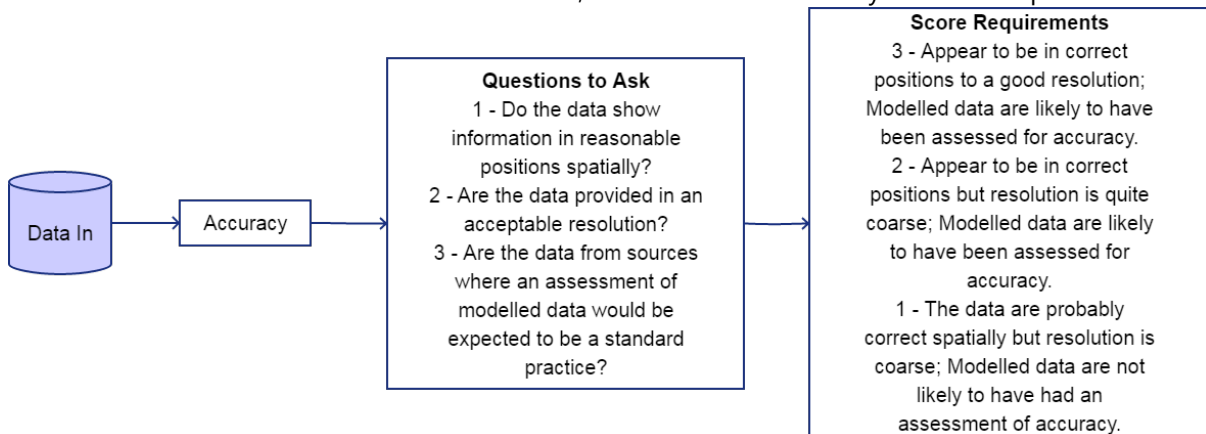 Data In
Accuracy
Questions to Ask
1 - Do the data show
information in reasonable
positions spatially?
2 - Are the data provided in an
acceptable resolution?
3 - Are the data from sources
where an assessment of
modelled data would be
expected to be a standard
practice?
Score Requirements
3 - Appear to be in correct
positions to a good resolution;
Modelled data are likely to have
been assessed for accuracy.
2 - Appear to be in correct
positions but resolution is quite
coarse; Modelled data are likely
to have been assessed for
accuracy.
1 - The data are probably
correct spatially but resolution is
coarse; Modelled data are not
likely to have had an
assessment of accuracy.